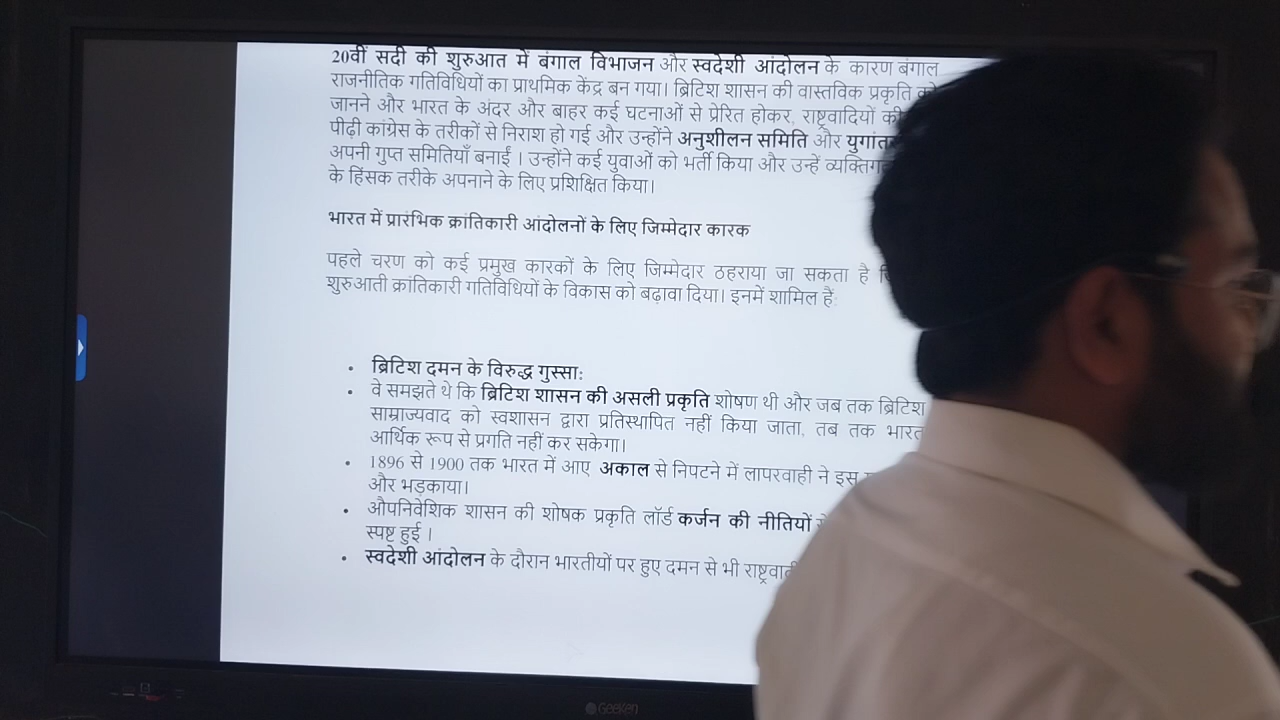 20वीं सदी की शुरुआत में बंगाल विभाजन और स्वदेशी आंदोलन के कारण बंगाल
राजनीतिक गतिविधियों का प्राथमिक केंद्र बन गया। ब्रिटिश शासन की वास्तविक प्रकृति
जानने और भारत के अंदर और बाहर कई घटनाओं से प्रेरित होकर, राष्ट्रवादियों
पीढ़ी कांग्रेस के तरीकों से निराश हो गई और उन्होंने अनुशीलन समिति और
अपनी गुप्त समितियाँ बनाईं । उन्होंने कई युवाओं को भर्ती किया और उन्हें
के हिंसक तरीके अपनाने के लिए प्रशिक्षित किया।
भारत में प्रारंभिक क्रांतिकारी आंदोलनों के लिए जिम्मेदार कारक
पहले चरण को कई प्रमुख कारकों के लिए जिम्मेदार ठहराया जा सकता है
शुरुआती क्रांतिकारी गतिविधियों के विकास को बढ़ावा दिया। इनमें शामिल हैं:
• ब्रिटिश दमन के विरुद्ध गुस्सा:
• वे समझते थे कि ब्रिटिश शासन की असली प्रकृति शोषण थी और जब तक ब्रिटिश
साम्राज्यवाद को स्वशासन द्वारा प्रतिस्थापित नहीं किया जाता, तब तक भारत
आर्थिक रूप से प्रगति नहीं कर सकेगा।
• 1896 से 1900 तक भारत में आए अकाल से निपटने में लापरवाही ने इस
और भड़काया।
• औपनिवेशिक शासन की शोषक प्रकृति लॉर्ड कर्जन की नीतियों
स्पष्ट हुई ।
• स्वदेशी आंदोलन के दौरान भारतीयों पर हुए दमन से भी
Geeken